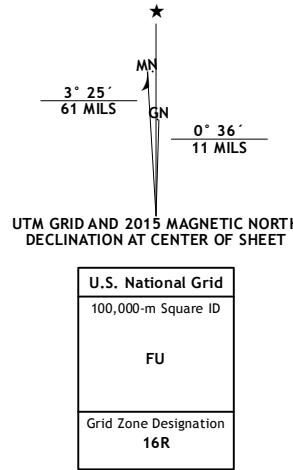 ★
MN
3° 25´
61 MILS
GN
0° 36´
11 MILS
UTM GRID AND 2015 MAGNETIC NORTH
DECLINATION AT CENTER OF SHEET
U.S. National Grid
100,000-m Square ID
FU
Grid Zone Designation
16R